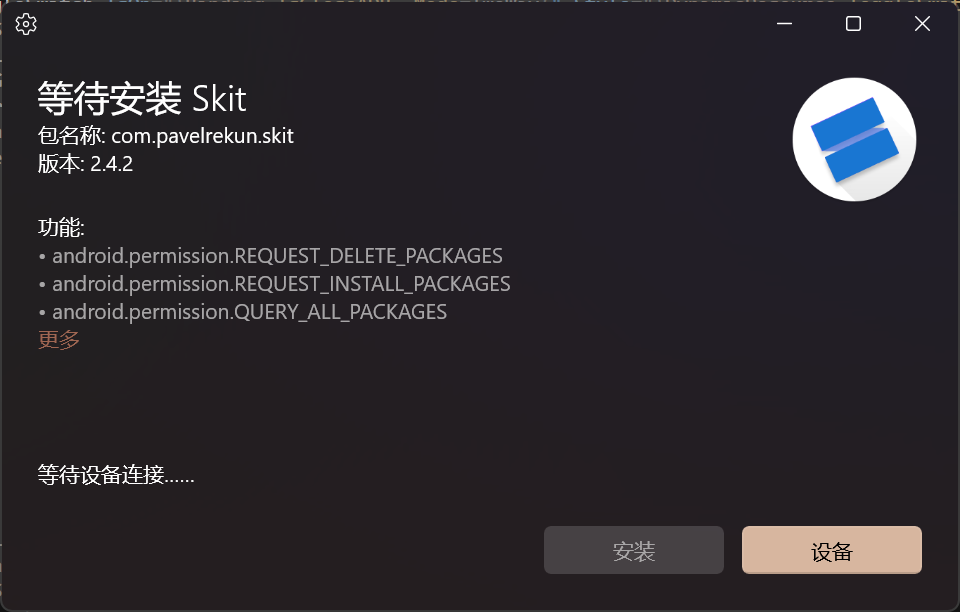 等待安装 Skit
包名称: com.pavelrekun.skit
版本: 2.4.2
功能:
• android.permission.REQUEST_DELETE_PACKAGES
• android.permission.REQUEST_INSTALL_PACKAGES
• android.permission.QUERY_ALL_PACKAGES
更多
等待设备连接......
安装
设备